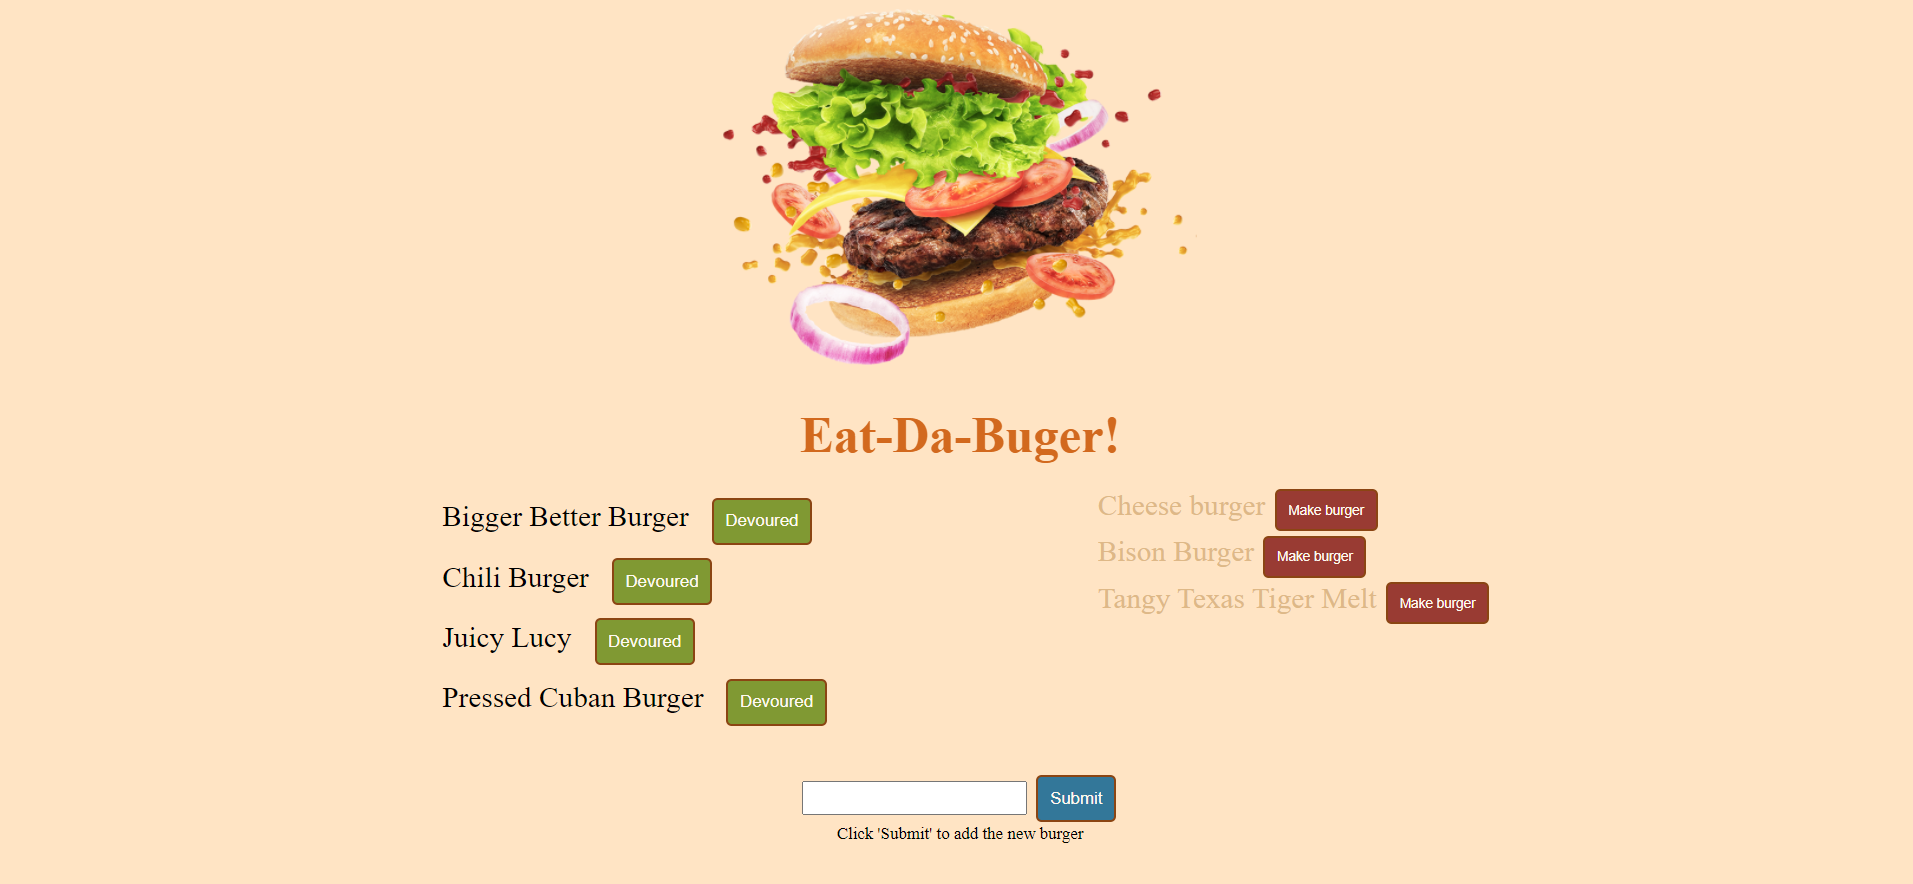 Eat-Da-Buger!
Bigger Better Burger Devoured
Chili Burger Devoured
Juicy Lucy Devoured
Pressed Cuban Burger Devoured
Cheese burger Make burger
Bison Burger Make burger
Tangy Texas Tiger Melt Make burger
Submit
Click 'Submit' to add the new burger